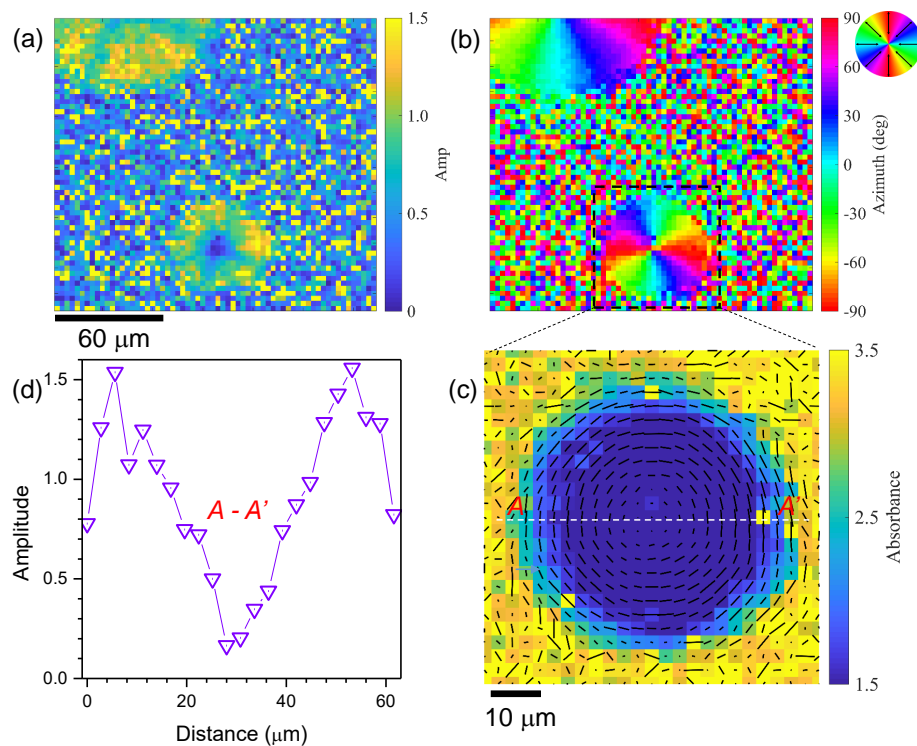 (a)
1.5
1.0
0.5
0
Amp
60 μm
(b)
90
60
30
0
-30
-60
-90
Azimuth (deg)
(d)
1.5
1.0
0.5
0.0
Amplitude
A - A’
0
20
40
60
Distance (μm)
(c)
A
A’
3.5
2.5
1.5
Absorbance
10 μm